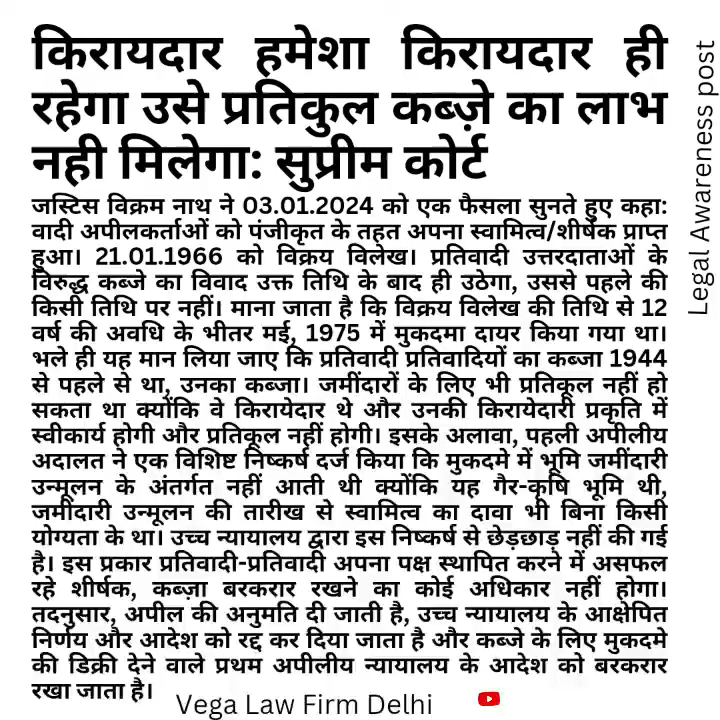 किरायदार हमेशा किरायदार ही
रहेगा उसे प्रतिकुल कब्ज़े का लाभ
नही मिलेगा: सुप्रीम कोर्ट
जस्टिस विक्रम नाथ ने 03.01.2024 को एक फैसला सुनते हुए कहा:
वादी अपीलकर्ताओं को पंजीकृत के तहत अपना स्वामित्व/शीर्षक प्राप्त
हुआ। 21.01.1966 को विक्रय विलेख। प्रतिवादी उत्तरदाताओं के
विरुद्ध कब्जे का विवाद उक्त तिथि के बाद ही उठेगा, उससे पहले की
किसी तिथि पर नहीं। माना जाता है कि विक्रय विलेख की तिथि से 12
वर्ष की अवधि के भीतर मई, 1975 में मुकदमा दायर किया गया था।
भले ही यह मान लिया जाए कि प्रतिवादी प्रतिवादियों का कब्जा 1944
से पहले से था, उनका कब्जा। जमींदारों के लिए भी प्रतिकूल नहीं हो
सकता था क्योंकि वे किरायेदार थे और उनकी किरायेदारी प्रकृति में
स्वीकार्य होगी और प्रतिकूल नहीं होगी। इसके अलावा, पहली अपीलीय
अदालत ने एक विशिष्ट निष्कर्ष दर्ज किया कि मुकदमे में भूमि जमींदारी
उन्मूलन के अंतर्गत नहीं आती थी क्योंकि यह गैर-कृषि भूमि थी,
जमींदारी उन्मूलन की तारीख से स्वामित्व का दावा भी बिना किसी
योग्यता के था। उच्च न्यायालय द्वारा इस निष्कर्ष से छेड़छाड़ नहीं की गई
है। इस प्रकार प्रतिवादी-प्रतिवादी अपना पक्ष स्थापित करने में असफल
रहे शीर्षक, कब्ज़ा बरकरार रखने का कोई अधिकार नहीं होगा।
तदनुसार, अपील की अनुमति दी जाती है, उच्च न्यायालय के आक्षेपित
निर्णय और आदेश को रद्द कर दिया जाता है और कब्जे के लिए मुकदमे
की डिक्री देने वाले प्रथम अपीलीय न्यायालय के आदेश को बरकरार
रखा जाता है।
Vega Law Firm Delhi
Legal Awareness post